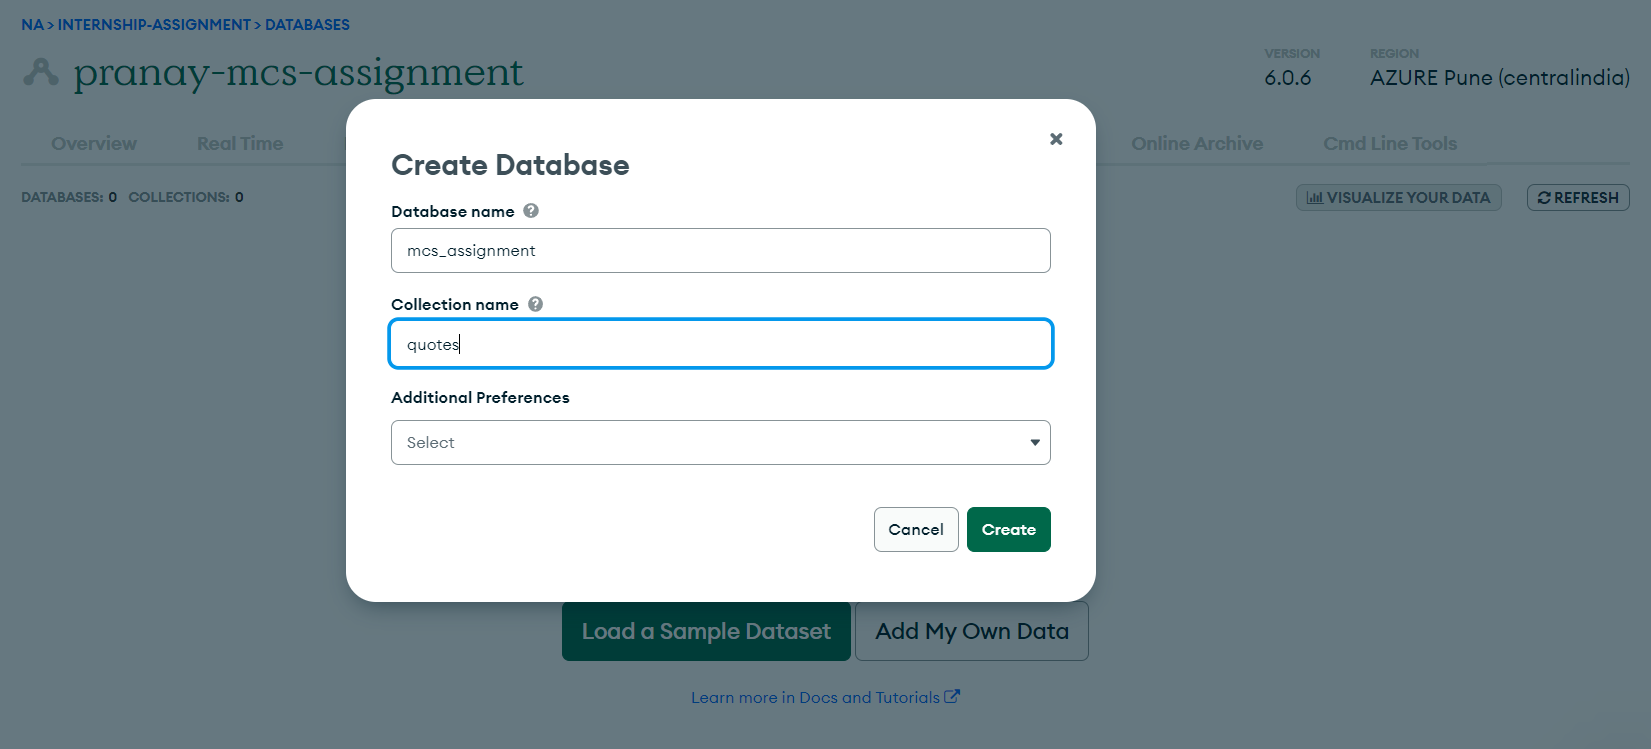 NA > INTERNSHIP-ASSIGNMENT > DATABASES
pranay-mcs-assignment
VERSION
6.0.6
REGION
AZURE Pune (centralindia)
Overview
Real Time
Online Archive
Cmd Line Tools
DATABASES: 0 COLLECTIONS: 0
VISUALIZE YOUR DATA
REFRESH
Create Database
Database name
mcs_assignment
Collection name
quotes
Additional Preferences
Select
Cancel
Create
Load a Sample Dataset
Add My Own Data
Learn more in Docs and Tutorials